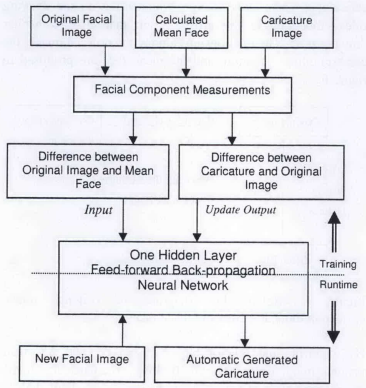 Original Facial
Image
Calculated
Mean Face
Caricature
Image
Facial Component Measurements
Difference between
Original Image and Mean
Face
Difference between
Caricature and Original
Image
Input
Update Output
One Hidden Layer
Feed-forward Back-propagation
Neural Network
Training
Runtime
New Facial Image
Automatic Generated
Caricature